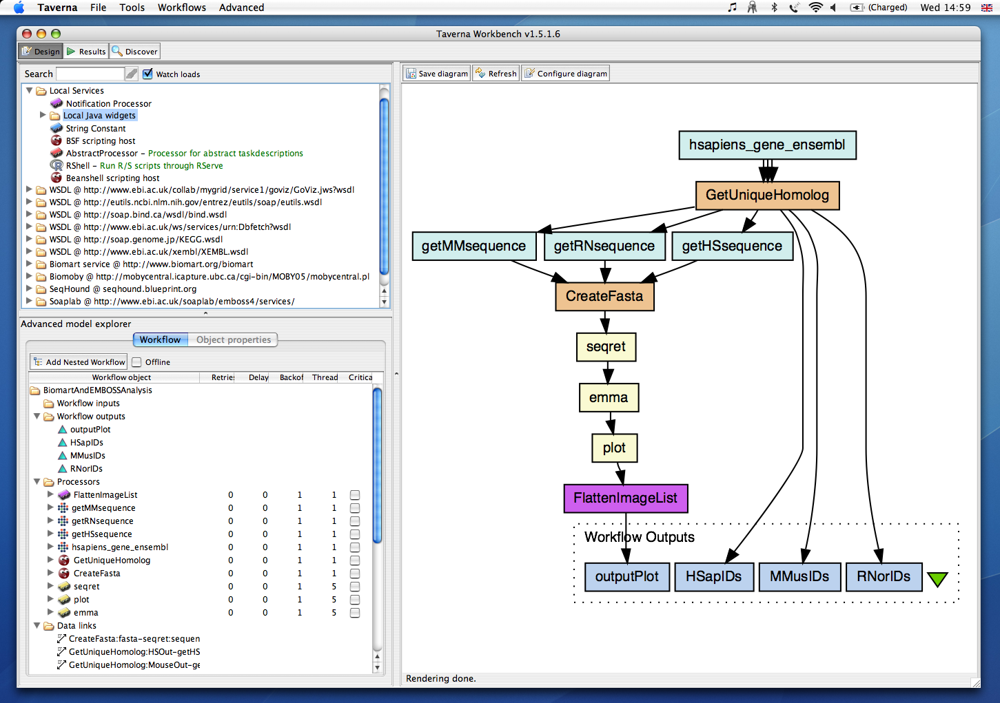 Taverna File Tools Workflows Advanced (Charged) Wed 14:59
Taverna Workbench v1.5.1.6
Design Results Discover
Search Watch loads
Local Services
Notification Processor
Local Java widgets
String Constant
BSF scripting host
AbstractProcessor – Processor for abstract taskdescriptions
RShell – Run R/S scripts through RServe
Beanshell scripting host
WSDL @ http://www.ebi.ac.uk/collab/mygrid/service1/goviz/GoViz.jws?wsdl
WSDL @ http://eutils.ncbi.nlm.nih.gov/entrez/eutils/soap/eutils.wsdl
WSDL @ http://soap.bind.ca/wsdl/bind.wsdl
WSDL @ http://www.ebi.ac.uk/ws/services/urn:Dbfetch?wsdl
WSDL @ http://soap.genome.jp/KEGG.wsdl
WSDL @ http://www.ebi.ac.uk/xembl/XEMBL.wsdl
Biomart service @ http://www.biomart.org/biomart
Biomoby @ http://mobycentral.icapture.ubc.ca/cgi-bin/MOBY05/mobycentral.pl
SeqHound @ seqhound.blueprint.org
Soaplab @ http://www.ebi.ac.uk/soaplab/emboss4/services/
Advanced model explorer
Workflow Object properties
Add Nested Workflow Offline
Workflow object Retrie Delay Backof Thread Critica
BiomartAndEMBOSSAnalysis
Workflow inputs
Workflow outputs
outputPlot
HSapIDs
MMusIDs
RNorIDs
Processors
FlattenImageList 0 0 1 1
getMMsequence 0 0 1 1
getRNsequence 0 0 1 1
getHSsequence 0 0 1 1
hsapiens_gene_ensembl 0 0 1 1
GetUniqueHomolog 0 0 1 1
CreateFasta 0 0 1 1
seqret 0 0 1 5
plot 0 0 1 5
emma 0 0 1 5
Data links
CreateFasta:fasta-seqret:sequen
GetUniqueHomolog:HSOut-getHS
GetUniqueHomolog:MouseOut-ge
Save diagram Refresh Configure diagram
hsapiens_gene_ensembl
GetUniqueHomolog
getMMsequence getRNsequence getHSsequence
CreateFasta
seqret
emma
plot
FlattenImageList
Workflow Outputs
outputPlot HSapIDs MMusIDs RNorIDs
Rendering done.